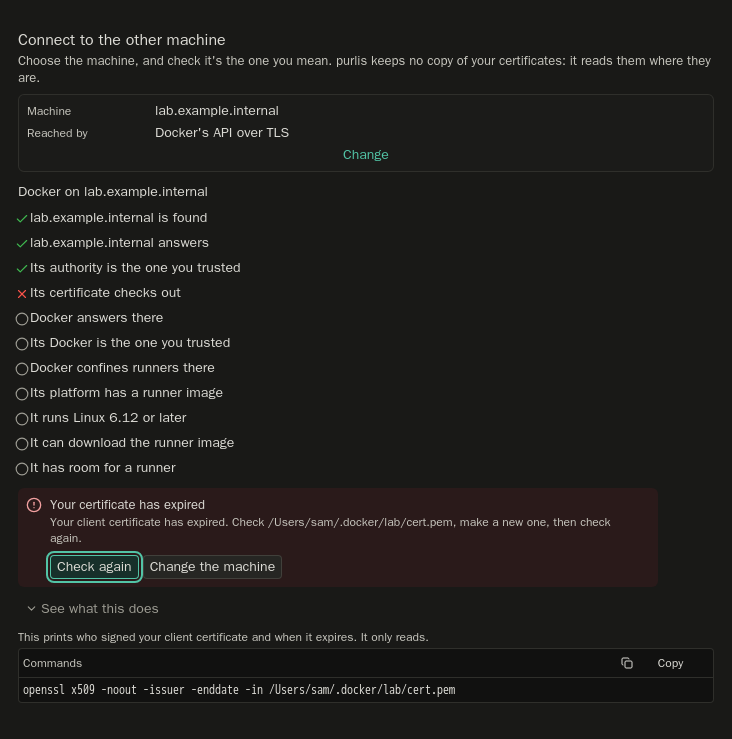 Connect to the other machine
Choose the machine, and check it's the one you mean. purlis keeps no copy of your certificates: it reads them where they
are.
Machine lab.example.internal
Reached by Docker's API over TLS
Change
Docker on lab.example.internal
lab.example.internal is found
lab.example.internal answers
Its authority is the one you trusted
Its certificate checks out
Docker answers there
Its Docker is the one you trusted
Docker confines runners there
Its platform has a runner image
It runs Linux 6.12 or later
It can download the runner image
It has room for a runner
Your certificate has expired
Your client certificate has expired. Check /Users/sam/.docker/lab/cert.pem, make a new one, then check
again.
Check again Change the machine
See what this does
This prints who signed your client certificate and when it expires. It only reads.
Commands Copy
openssl x509 -noout -issuer -enddate -in /Users/sam/.docker/lab/cert.pem